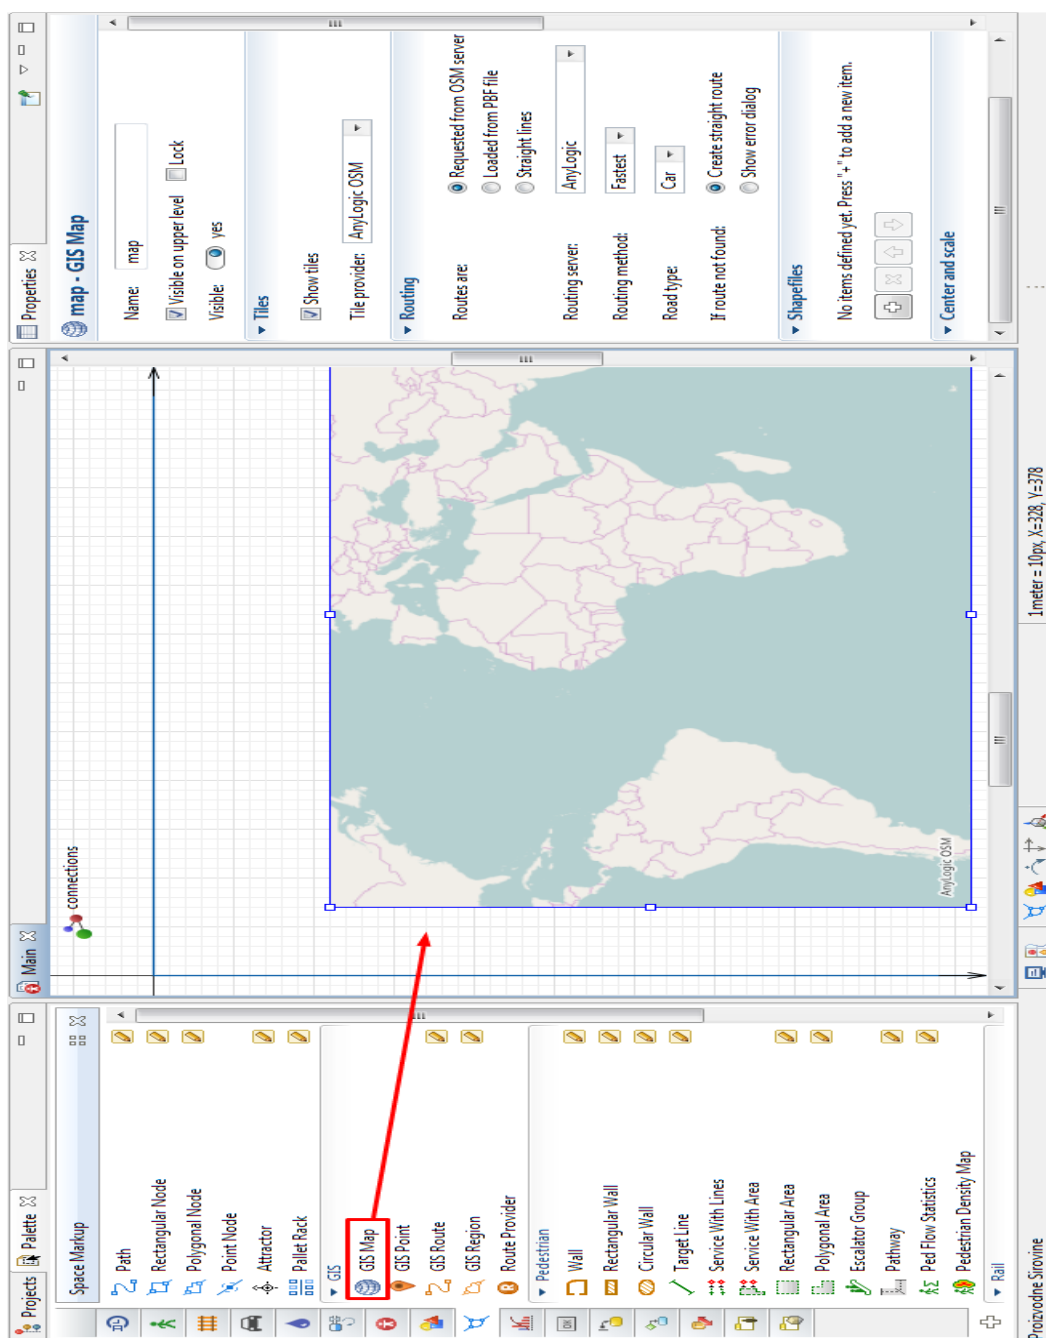 Projects
Palette
Space Markup
Path
Rectangular Node
Polygonal Node
Point Node
Attractor
Pallet Rack
GIS
GIS Map
GIS Point
GIS Route
GIS Region
Route Provider
Pedestrian
Wall
Rectangular Wall
Circular Wall
Target Line
Service With Lines
Service With Area
Rectangular Area
Polygonal Area
Escalator Group
Pathway
Ped Flow Statistics
Pedestrian Density Map
Rail
Proizvodne Sirovine
Main
connections
AnyLogic OSM
1meter = 10px, X=328, Y=378
Properties
map - GIS Map
Name: map
Visible on upper level Lock
Visible: yes
Tiles
Show tiles
Tile provider: AnyLogic OSM
Routing
Routes are: Requested from OSM server
Loaded from PBF file
Straight lines
Routing server: AnyLogic
Routing method: Fastest
Road type: Car
If route not found: Create straight route
Show error dialog
Shapefiles
No items defined yet. Press "+" to add a new item.
Center and scale